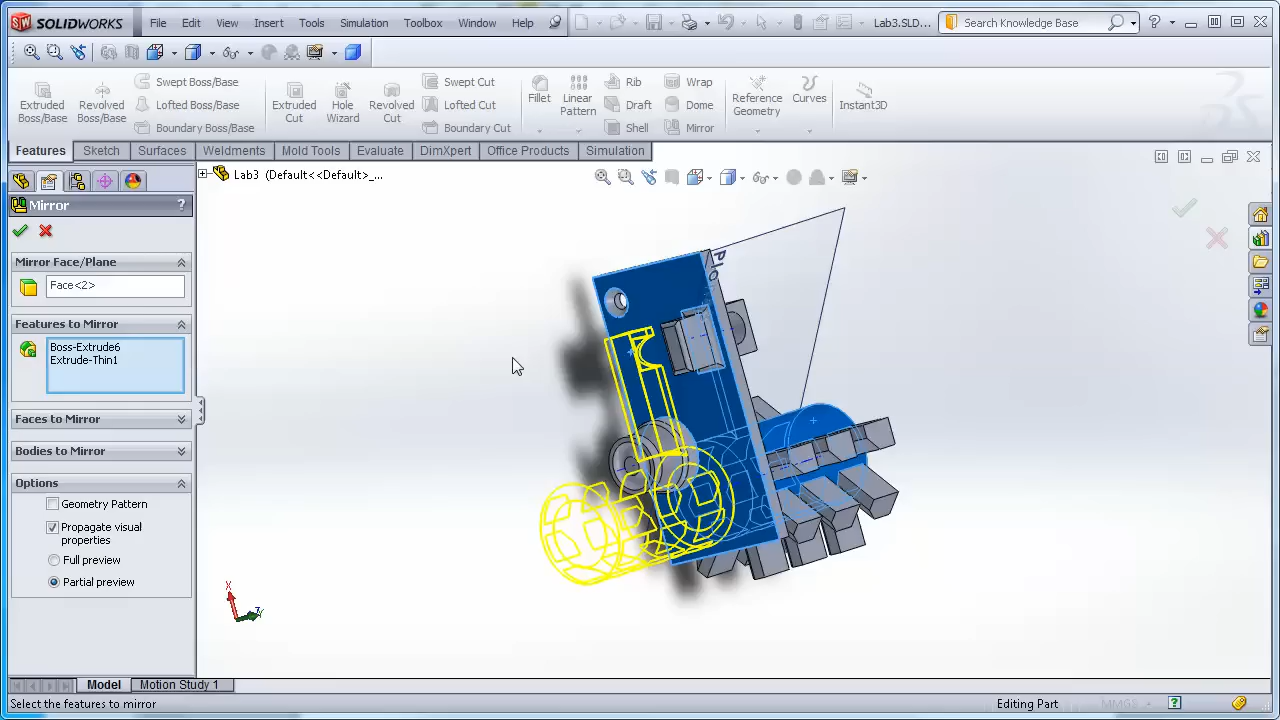 SOLIDWORKS File Edit View Insert Tools Simulation Toolbox Window Help Lab3.SLD... Search Knowledge Base ?
Extruded Boss/Base
Revolved Boss/Base
Swept Boss/Base
Lofted Boss/Base
Boundary Boss/Base
Extruded Cut
Hole Wizard
Revolved Cut
Swept Cut
Lofted Cut
Boundary Cut
Fillet
Linear Pattern
Rib
Draft
Shell
Wrap
Dome
Mirror
Reference Geometry
Curves
Instant3D
Features Sketch Surfaces Weldments Mold Tools Evaluate DimXpert Office Products Simulation
Lab3 (Default<<Default>_...
Mirror ?
Mirror Face/Plane
Face<2>
Features to Mirror
Boss-Extrude6
Extrude-Thin1
Faces to Mirror
Bodies to Mirror
Options
Geometry Pattern
Propagate visual
properties
Full preview
Partial preview
X
Model Motion Study 1
Select the features to mirror Editing Part MMGS ?